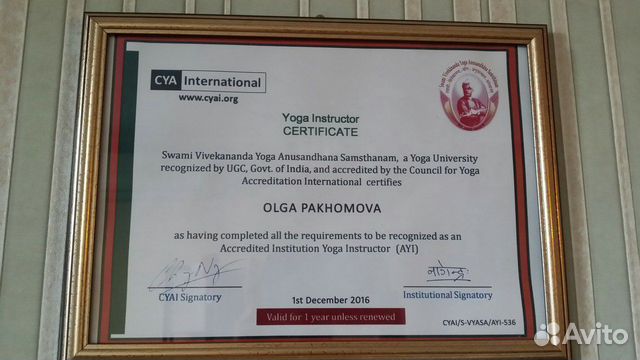 CYA International
www.cyai.org
Yoga Instructor
CERTIFICATE
Swami Vivekananda Yoga Anusandhana Samsthanam, a Yoga University
recognized by UGC, Govt. of India, and accredited by the Council for Yoga
Accreditation International certifies
OLGA PAKHOMOVA
as having completed all the requirements to be recognized as an
Accredited Institution Yoga Instructor (AYI)
CYAI Signatory
1st December 2016
Institutional Signatory
Valid for 1 year unless renewed
CYAI/S-VYASA/AYI-536
Avito